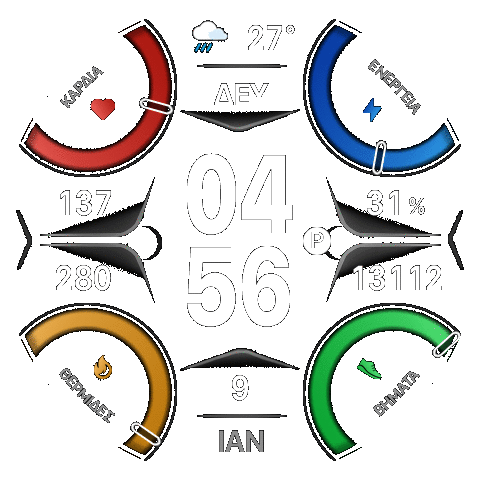 27°
ΔΕΥ
ΚΑΡΔΙΑ
ΕΝΕΡΓΕΙΑ
137
04
31%
P
280
56
13112
ΘΕΡΜΙΔΕΣ
9
ΒΗΜΑΤΑ
ΙΑΝ